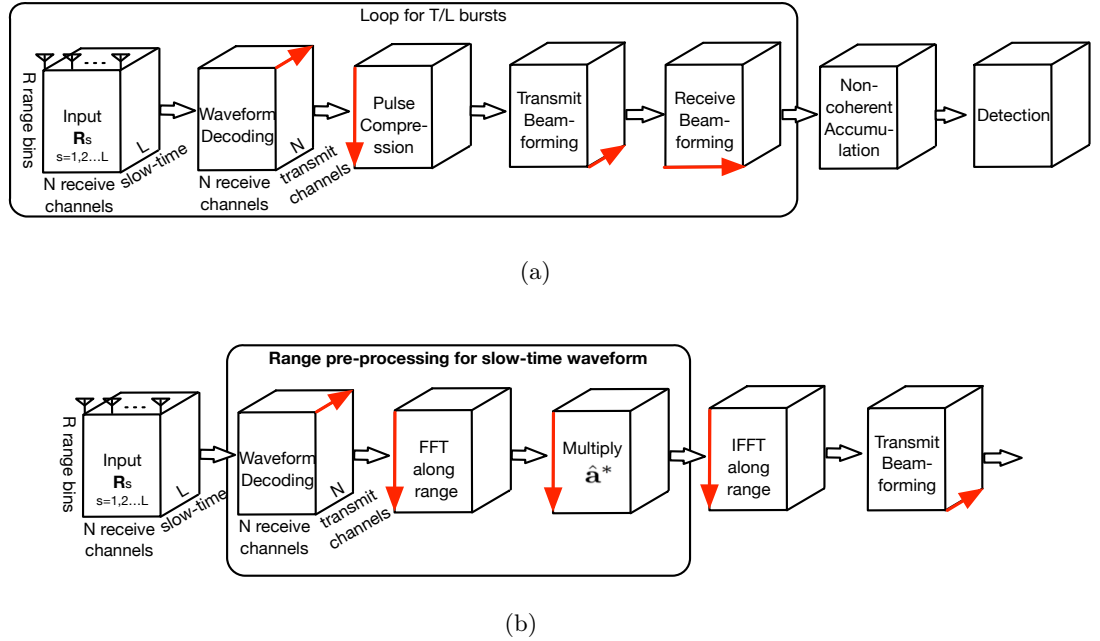 Loop for T/L bursts
R range bins
...
Input
Rs
s=1,2...L
L
slow-time
N receive
channels
Waveform
Decoding
N
transmit
channels
N receive
channels
Pulse
Compre-
ssion
Transmit
Beam-
forming
Receive
Beam-
forming
Non-
coherent
Accumu-
lation
Detection
(a)
Range pre-processing for slow-time waveform
R range bins
...
Input
Rs
s=1,2...L
L
slow-time
N receive
channels
Waveform
Decoding
N
transmit
channels
N receive
channels
FFT
along
range
Multiply
â*
IFFT
along
range
Transmit
Beam-
forming
(b)